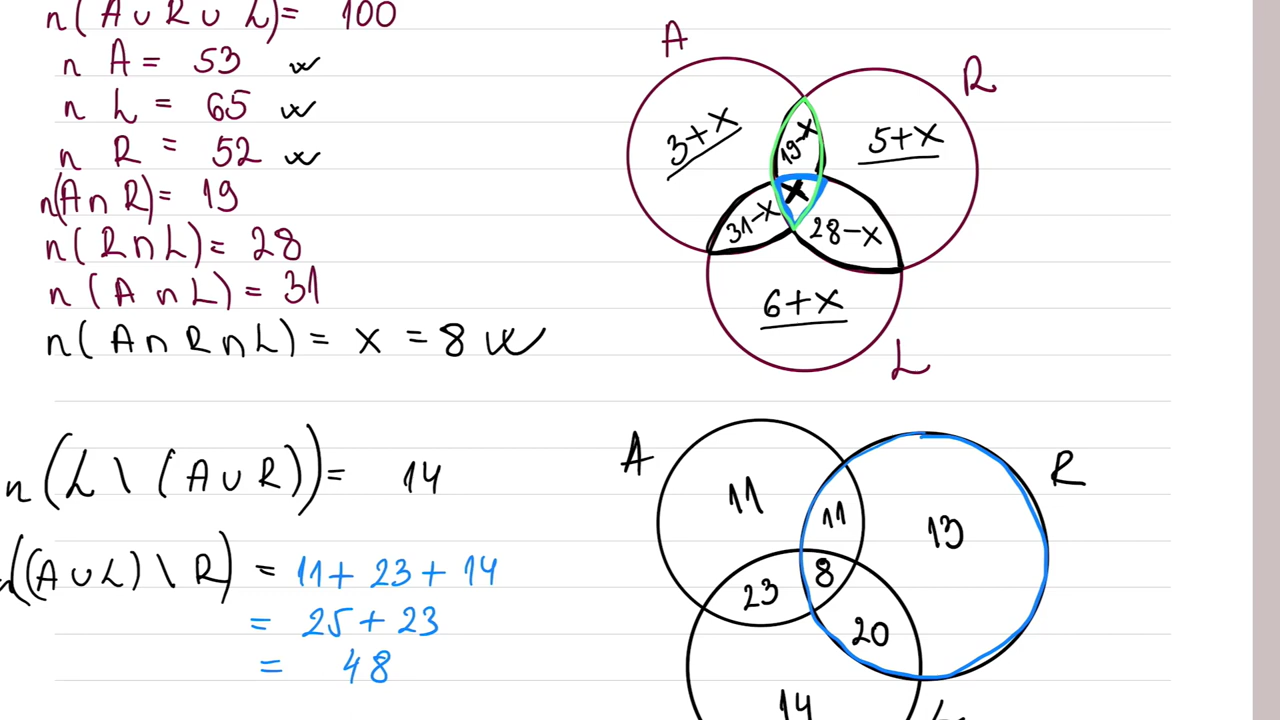 n(A∪R∪L)= 100
n A = 53 w
n L = 65 w
n R = 52 w
n(A∩R)= 19
n(R∩L)= 28
n(A∩L)= 31
n(A∩R∩L)= x = 8 w
A
R
3+x
19-x
5+x
x
31-x
28-x
6+x
L
n(L\(A∪R))= 14
n((A∪L)\R) = 11+23+14
= 25+23
= 48
A
R
11
11
13
8
23
20
14